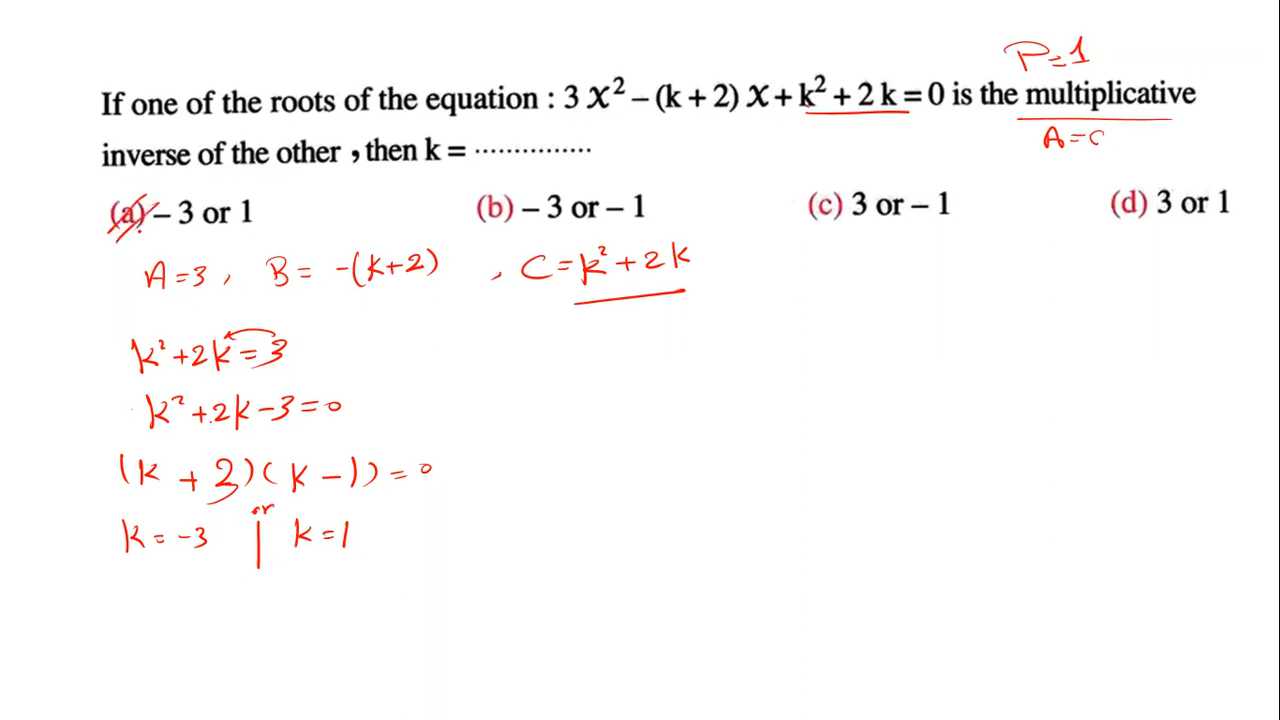 P=1
If one of the roots of the equation : 3 X² – (k + 2) X + k² + 2 k = 0 is the multiplicative
A=C
inverse of the other , then k = ...............
(a) – 3 or 1 (b) – 3 or – 1 (c) 3 or – 1 (d) 3 or 1
A=3 , B= -(k+2) , C=k²+2k
k²+2k=3
k²+2k-3=0
(k+3)(k-1)=0
k=-3 or k=1